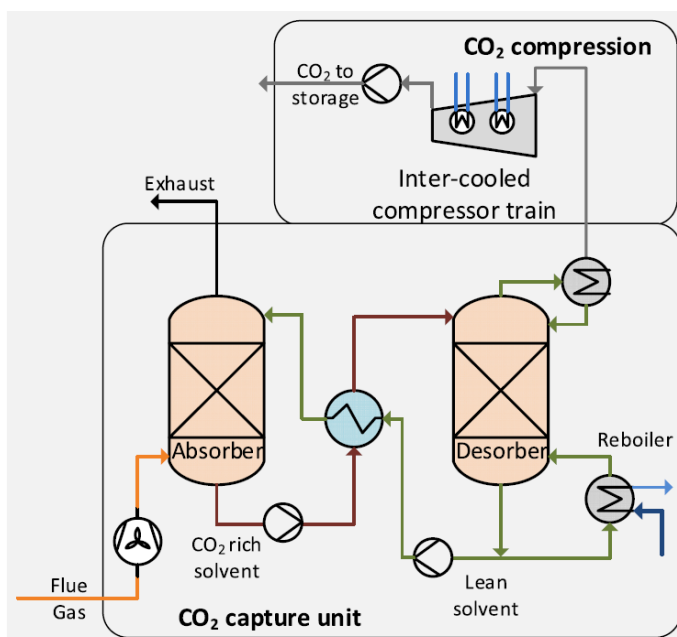 CO₂ compression
CO₂ to
storage
Inter-cooled
compressor train
Exhaust
Absorber
Desorber
Reboiler
CO₂ rich
solvent
Lean
solvent
Flue
Gas
CO₂ capture unit